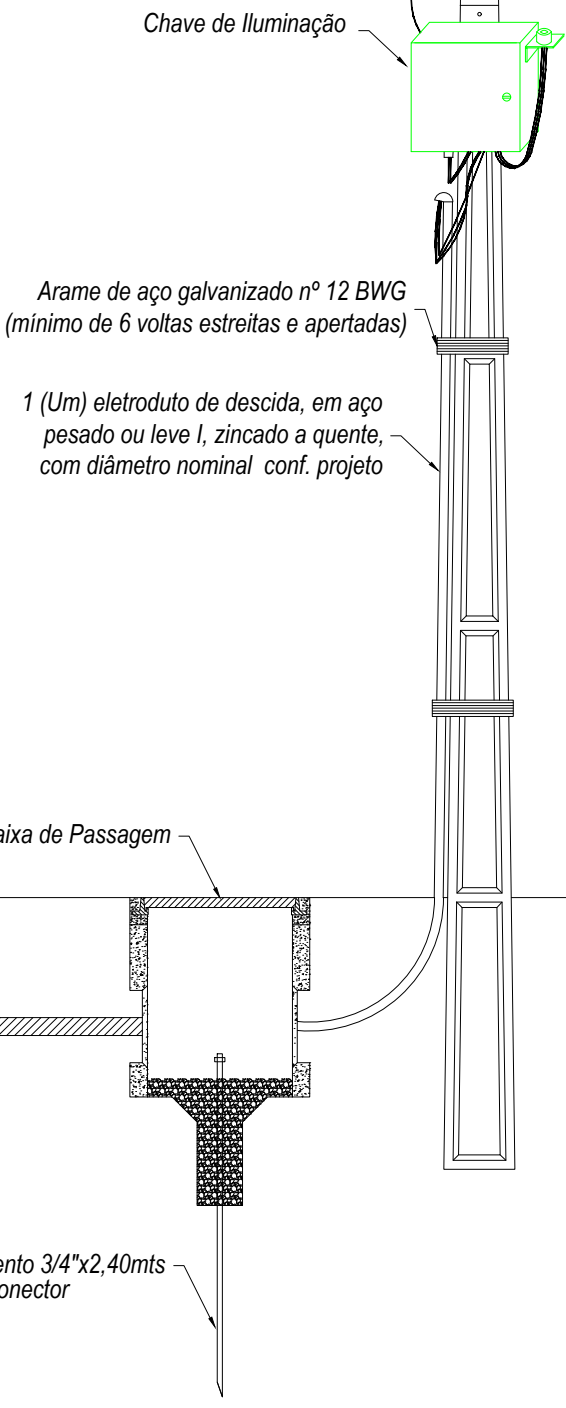 Chave de Iluminação
Arame de aço galvanizado nº 12 BWG
(mínimo de 6 voltas estreitas e apertadas)
1 (Um) eletroduto de descida, em aço
pesado ou leve I, zincado a quente,
com diâmetro nominal conf. projeto
aixa de Passagem
ento 3/4"x2,40mts
onector